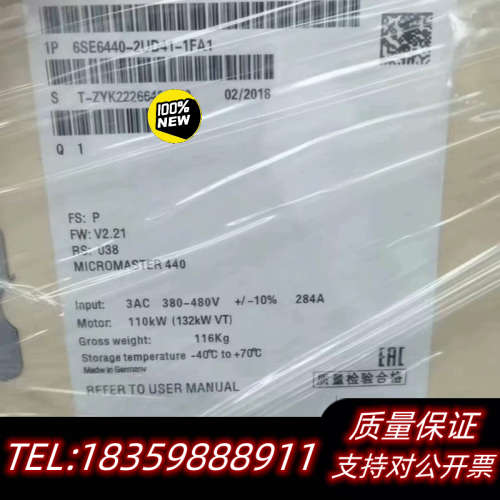 1P 6SE6440-2UD41-1FA1
S T-ZYK22266 02/2016
100%
NEW
Q 1
FS: P
FW: V2.21
RS: 038
MICROMASTER 440
Input: 3AC 380-480V +/-10% 284A
Motor: 110kW (132kW VT)
Gross weight: 116Kg
Storage temperature -40°C to +70°C
Made in Germany
EAC
REFER TO USER MANUAL
质量检验合格
TEL:18359888911
质量保证
支持对公开票